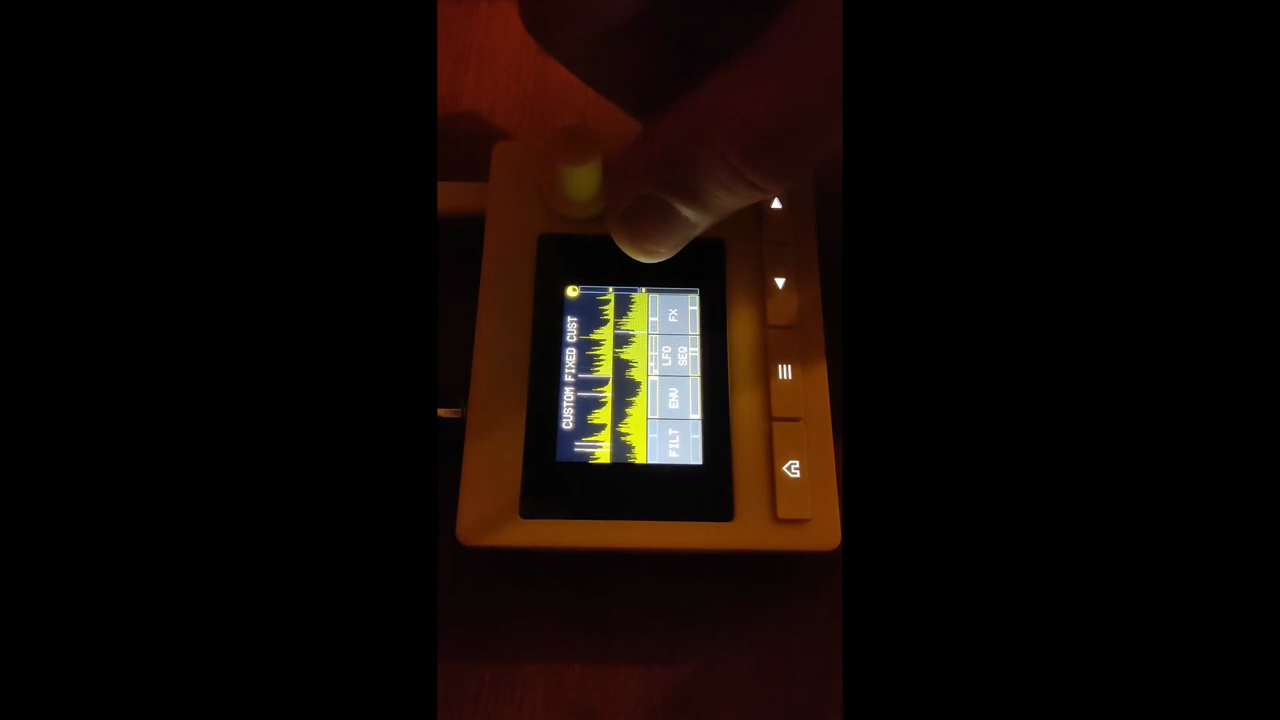 CUSTOM FIXED CUST
FILT
ENV
LFO
SEQ
FX